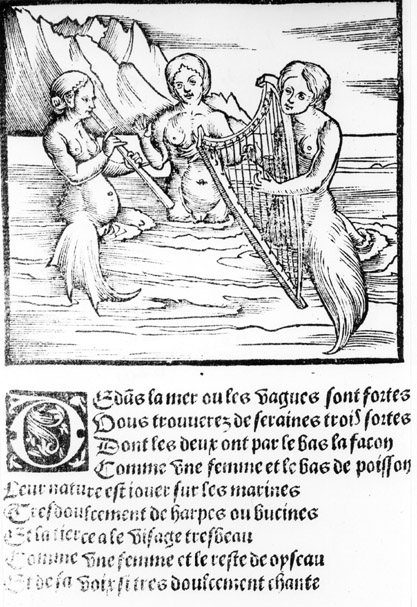 DEdãs la mer ou les vagues sont fortes
Vous trouuerez de seraines trois sortes
Dont les deux ont par le bas la facon
Comme vne femme et le bas de poisson
Leur nature est iouer sur les marines
Tresdoulcement de harpes ou bucines
Et la tierce a le visage tresbeau
Comme vne femme et le reste de oyseau
Et de sa voix si tres doulcement chante